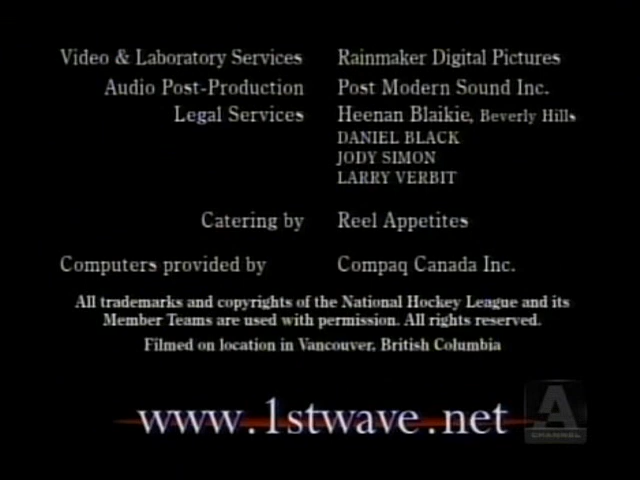 Video & Laboratory Services Rainmaker Digital Pictures
Audio Post-Production Post Modern Sound Inc.
Legal Services Heenan Blaikie, Beverly Hills
DANIEL BLACK
JODY SIMON
LARRY VERBIT
Catering by Reel Appetites
Computers provided by Compaq Canada Inc.
All trademarks and copyrights of the National Hockey League and its
Member Teams are used with permission. All rights reserved.
Filmed on location in Vancouver, British Columbia
www.1stwave.net
A
CHANNEL